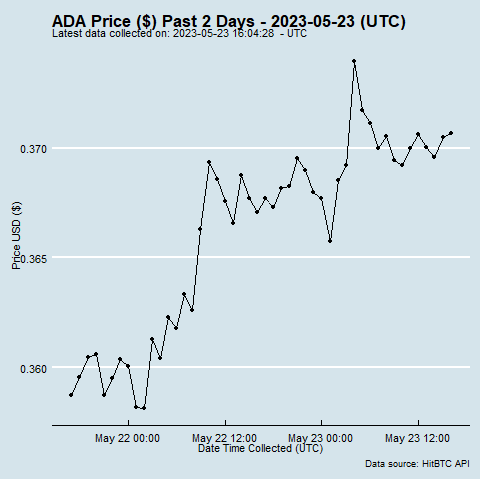 ADA Price ($) Past 2 Days - 2023-05-23 (UTC)
Latest data collected on: 2023-05-23 16:04:28 - UTC
0.370
0.365
0.360
Price USD ($)
May 22 00:00 May 22 12:00 May 23 00:00 May 23 12:00
Date Time Collected (UTC)
Data source: HitBTC API